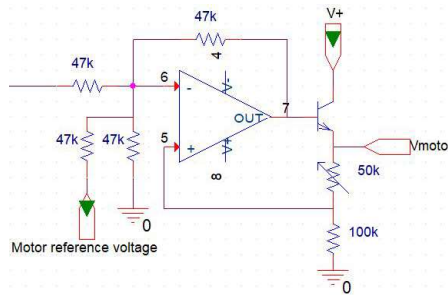 47k
V+
47k
4
6
-
V-
7
OUT
47k
47k
5
+
V+
8
Vmoto
50k
0
Motor reference voltage
100k
0